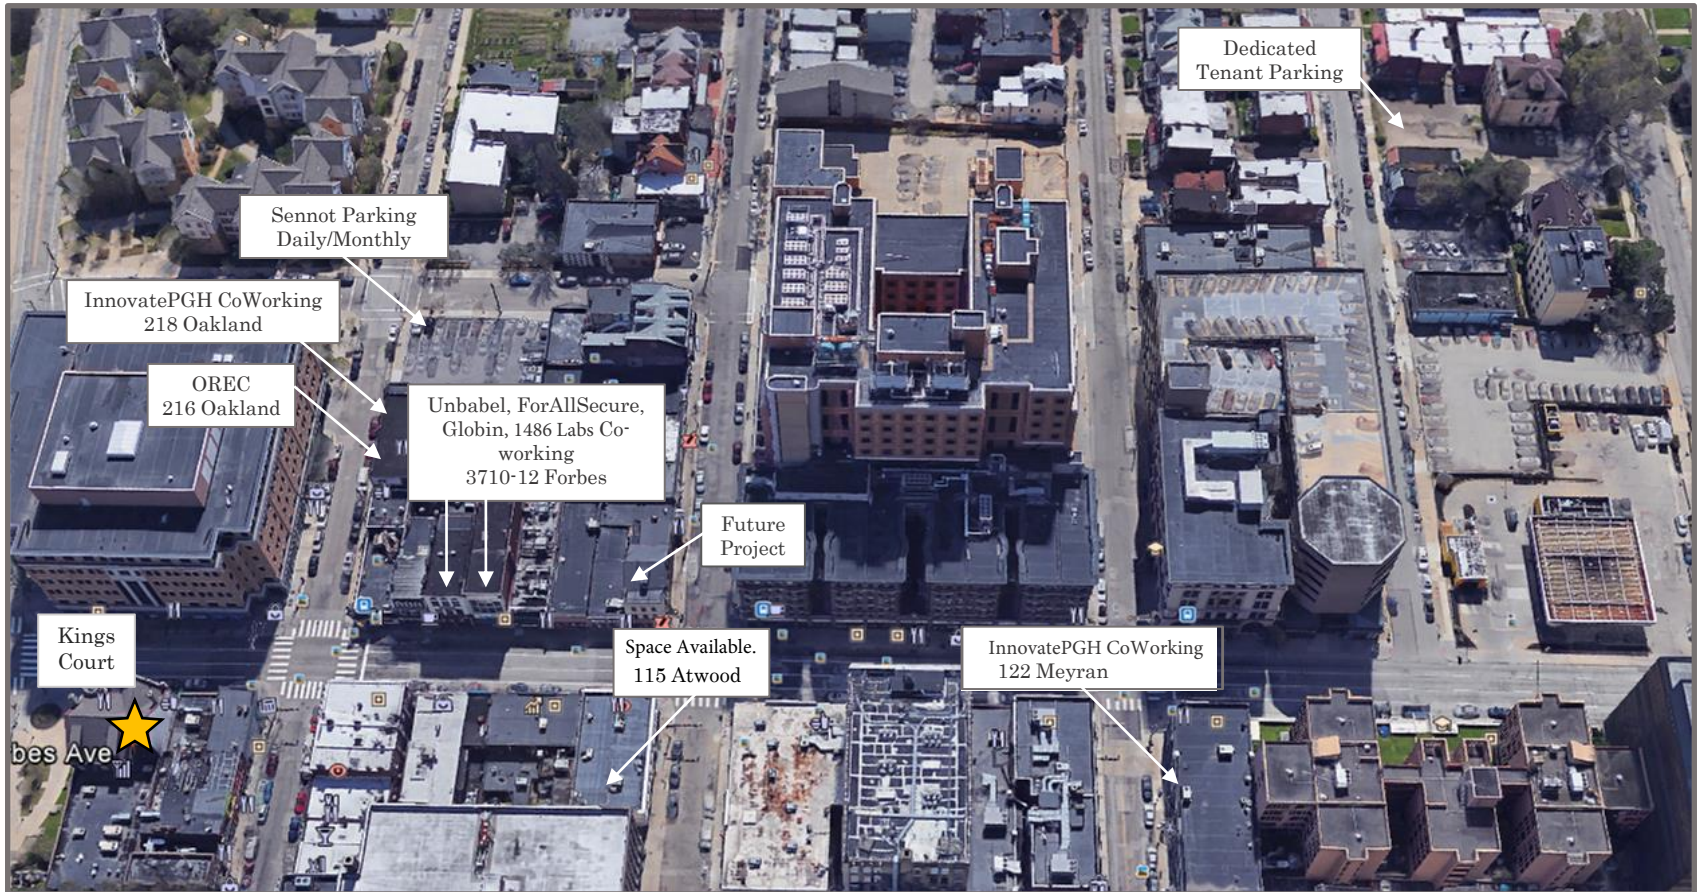 Dedicated
Tenant Parking
Sennot Parking
Daily/Monthly
InnovatePGH CoWorking
218 Oakland
OREC
216 Oakland
Unbabel, ForAllSecure,
Globin, 1486 Labs Co-
working
3710-12 Forbes
Future
Project
Kings
Court
Space Available.
115 Atwood
InnovatePGH CoWorking
122 Meyran
bes Ave